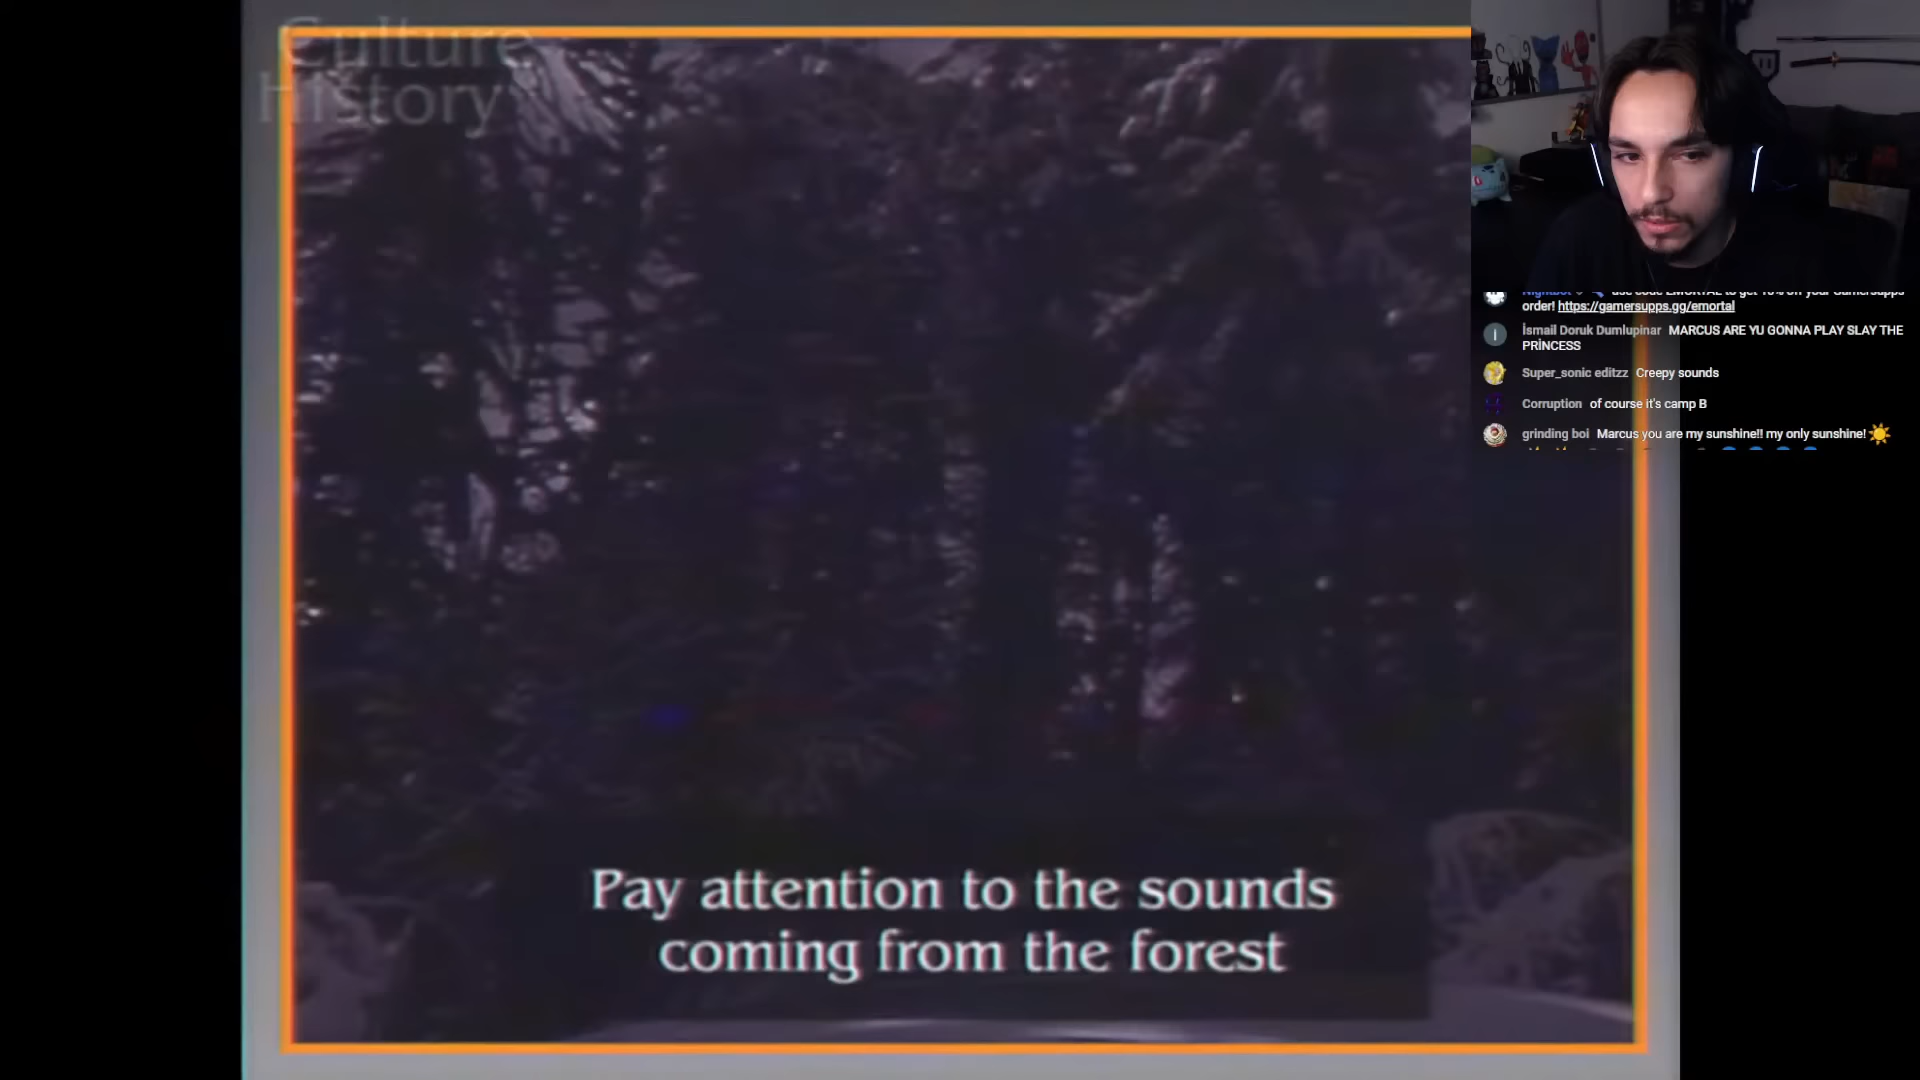 Culture
History
order! https://gamersupps.gg/emortal
İsmail Doruk Dumlupinar MARCUS ARE YU GONNA PLAY SLAY THE
PRİNCESS
Super_sonic editzz Creepy sounds
Corruption of course it's camp B
grinding boi Marcus you are my sunshine!! my only sunshine!
Pay attention to the sounds
coming from the forest